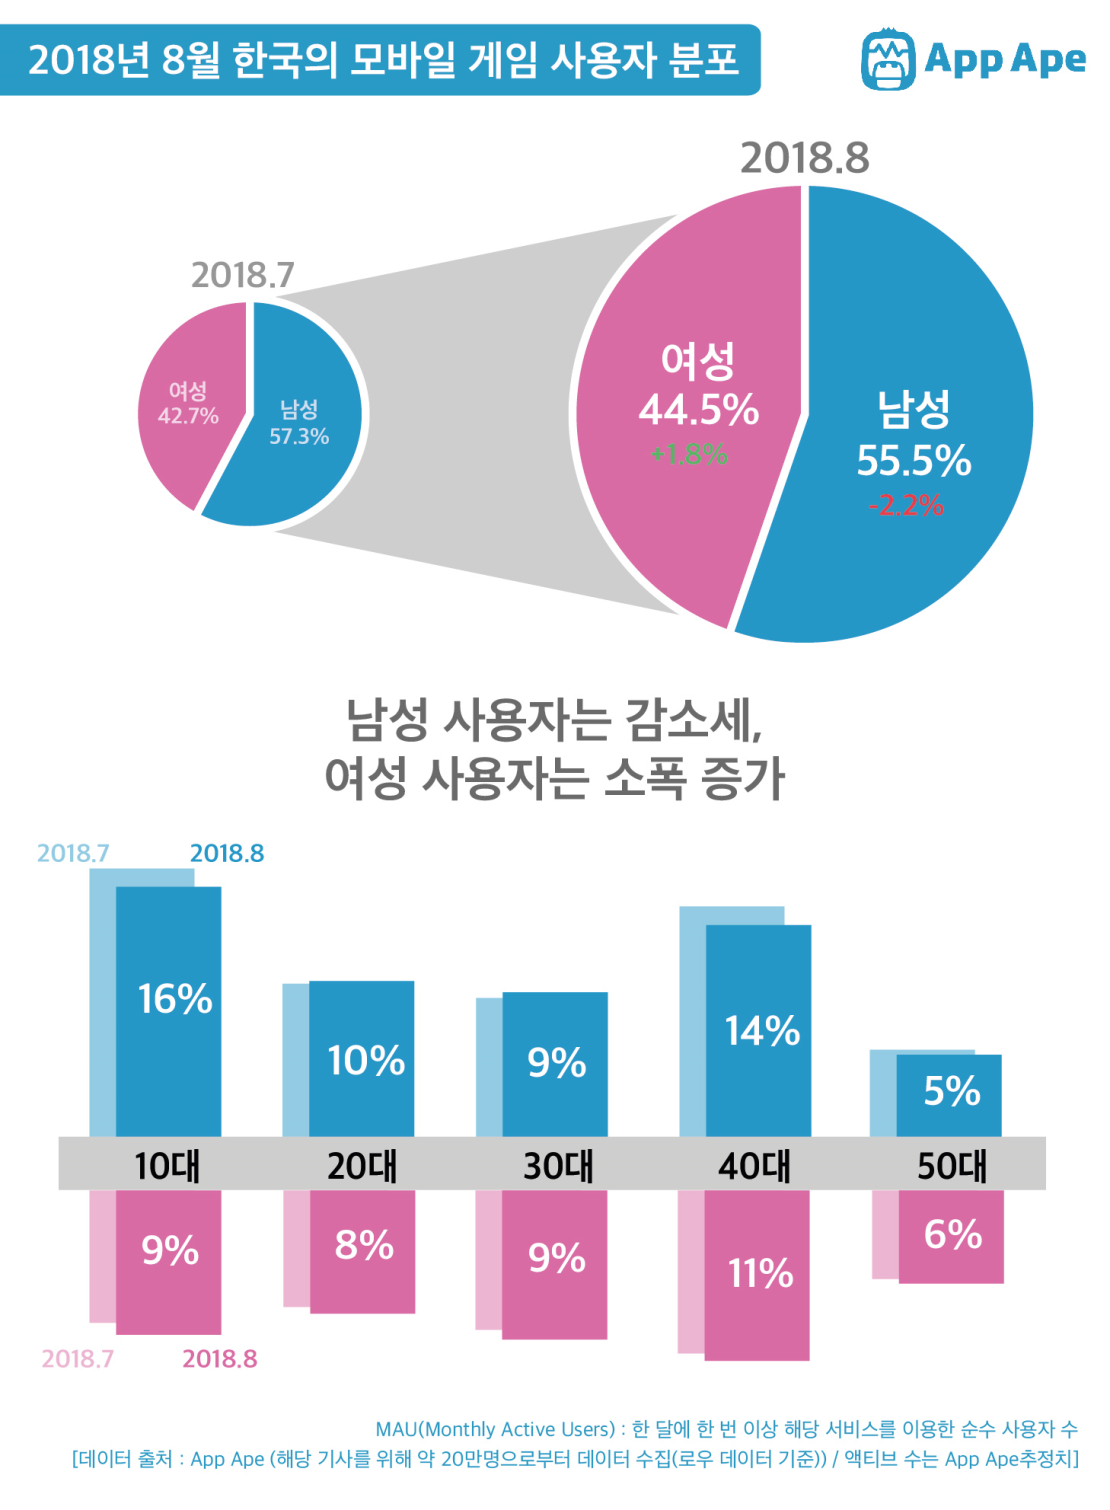 2018년 8월 한국의 모바일 게임 사용자 분포
App Ape
2018.7
여성
42.7%
남성
57.3%
2018.8
여성
44.5%
+1.8%
남성
55.5%
-2.2%
남성 사용자는 감소세,
여성 사용자는 소폭 증가
2018.7 2018.8
16% 10% 9% 14% 5%
10대 20대 30대 40대 50대
9% 8% 9% 11% 6%
2018.7 2018.8
MAU(Monthly Active Users) : 한 달에 한 번 이상 해당 서비스를 이용한 순수 사용자 수
[데이터 출처 : App Ape (해당 기사를 위해 약 20만명으로부터 데이터 수집(로우 데이터 기준)) / 액티브 수는 App Ape추정치]